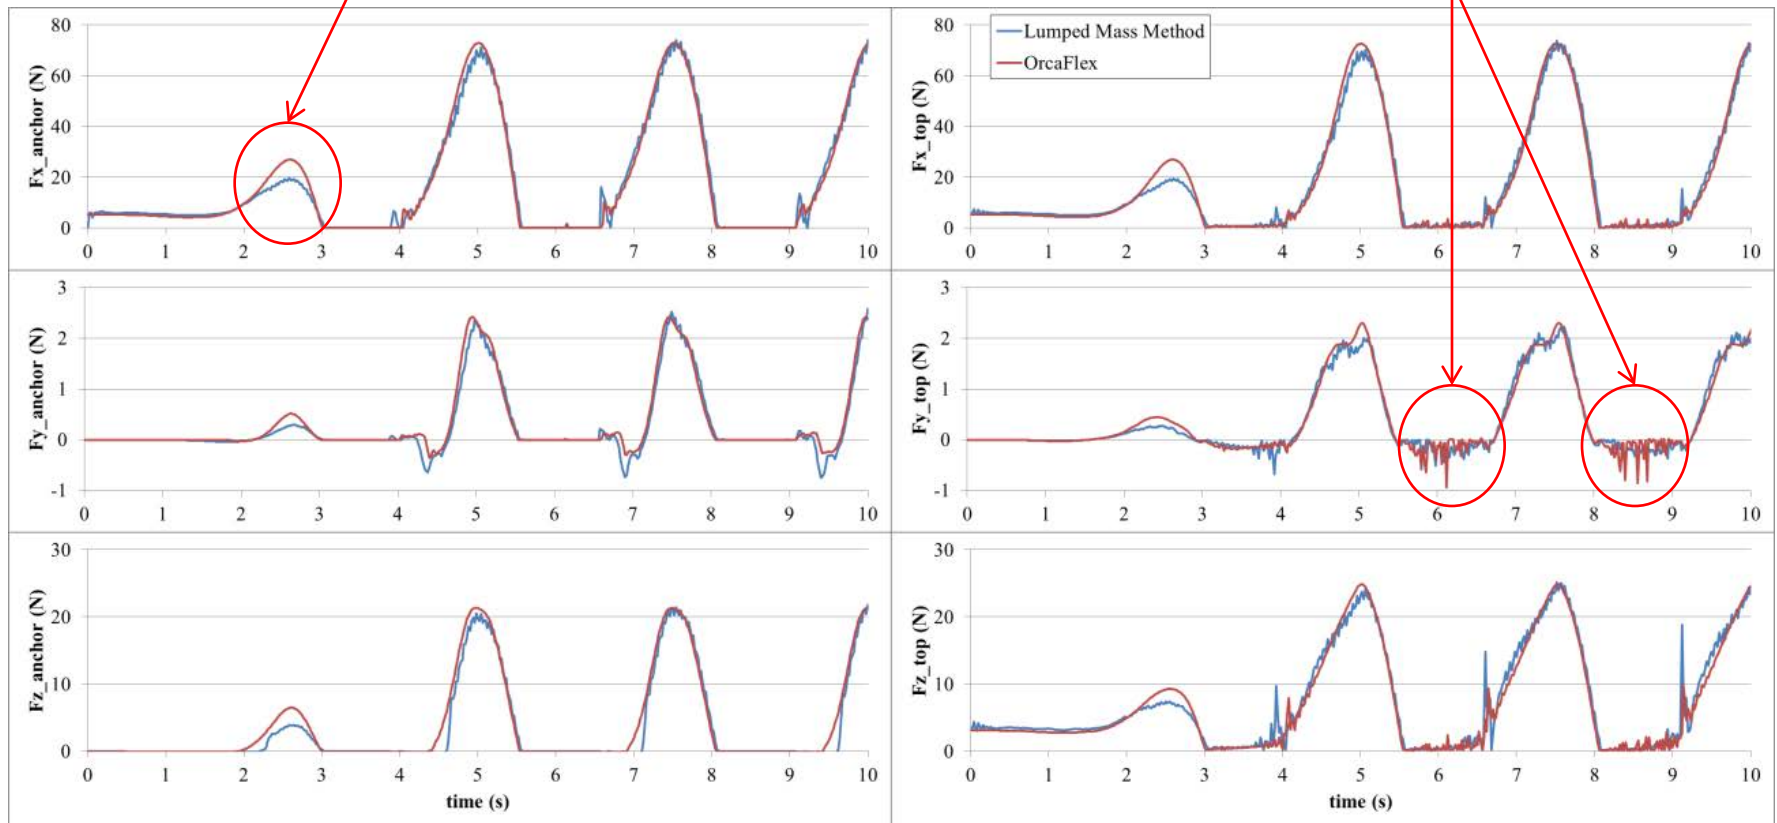 80
60
40
20
0
Fx_anchor (N)
0 1 2 3 4 5 6 7 8 9 10
80
60
40
20
0
Fx_top (N)
Lumped Mass Method
OrcaFlex
0 1 2 3 4 5 6 7 8 9 10
3
2
1
0
-1
Fy_anchor (N)
0 1 2 3 4 5 6 7 8 9 10
3
2
1
0
-1
Fy_top (N)
0 1 2 3 4 5 6 7 8 9 10
30
20
10
0
Fz_anchor (N)
0 1 2 3 4 5 6 7 8 9 10
time (s)
30
20
10
0
Fz_top (N)
0 1 2 3 4 5 6 7 8 9 10
time (s)